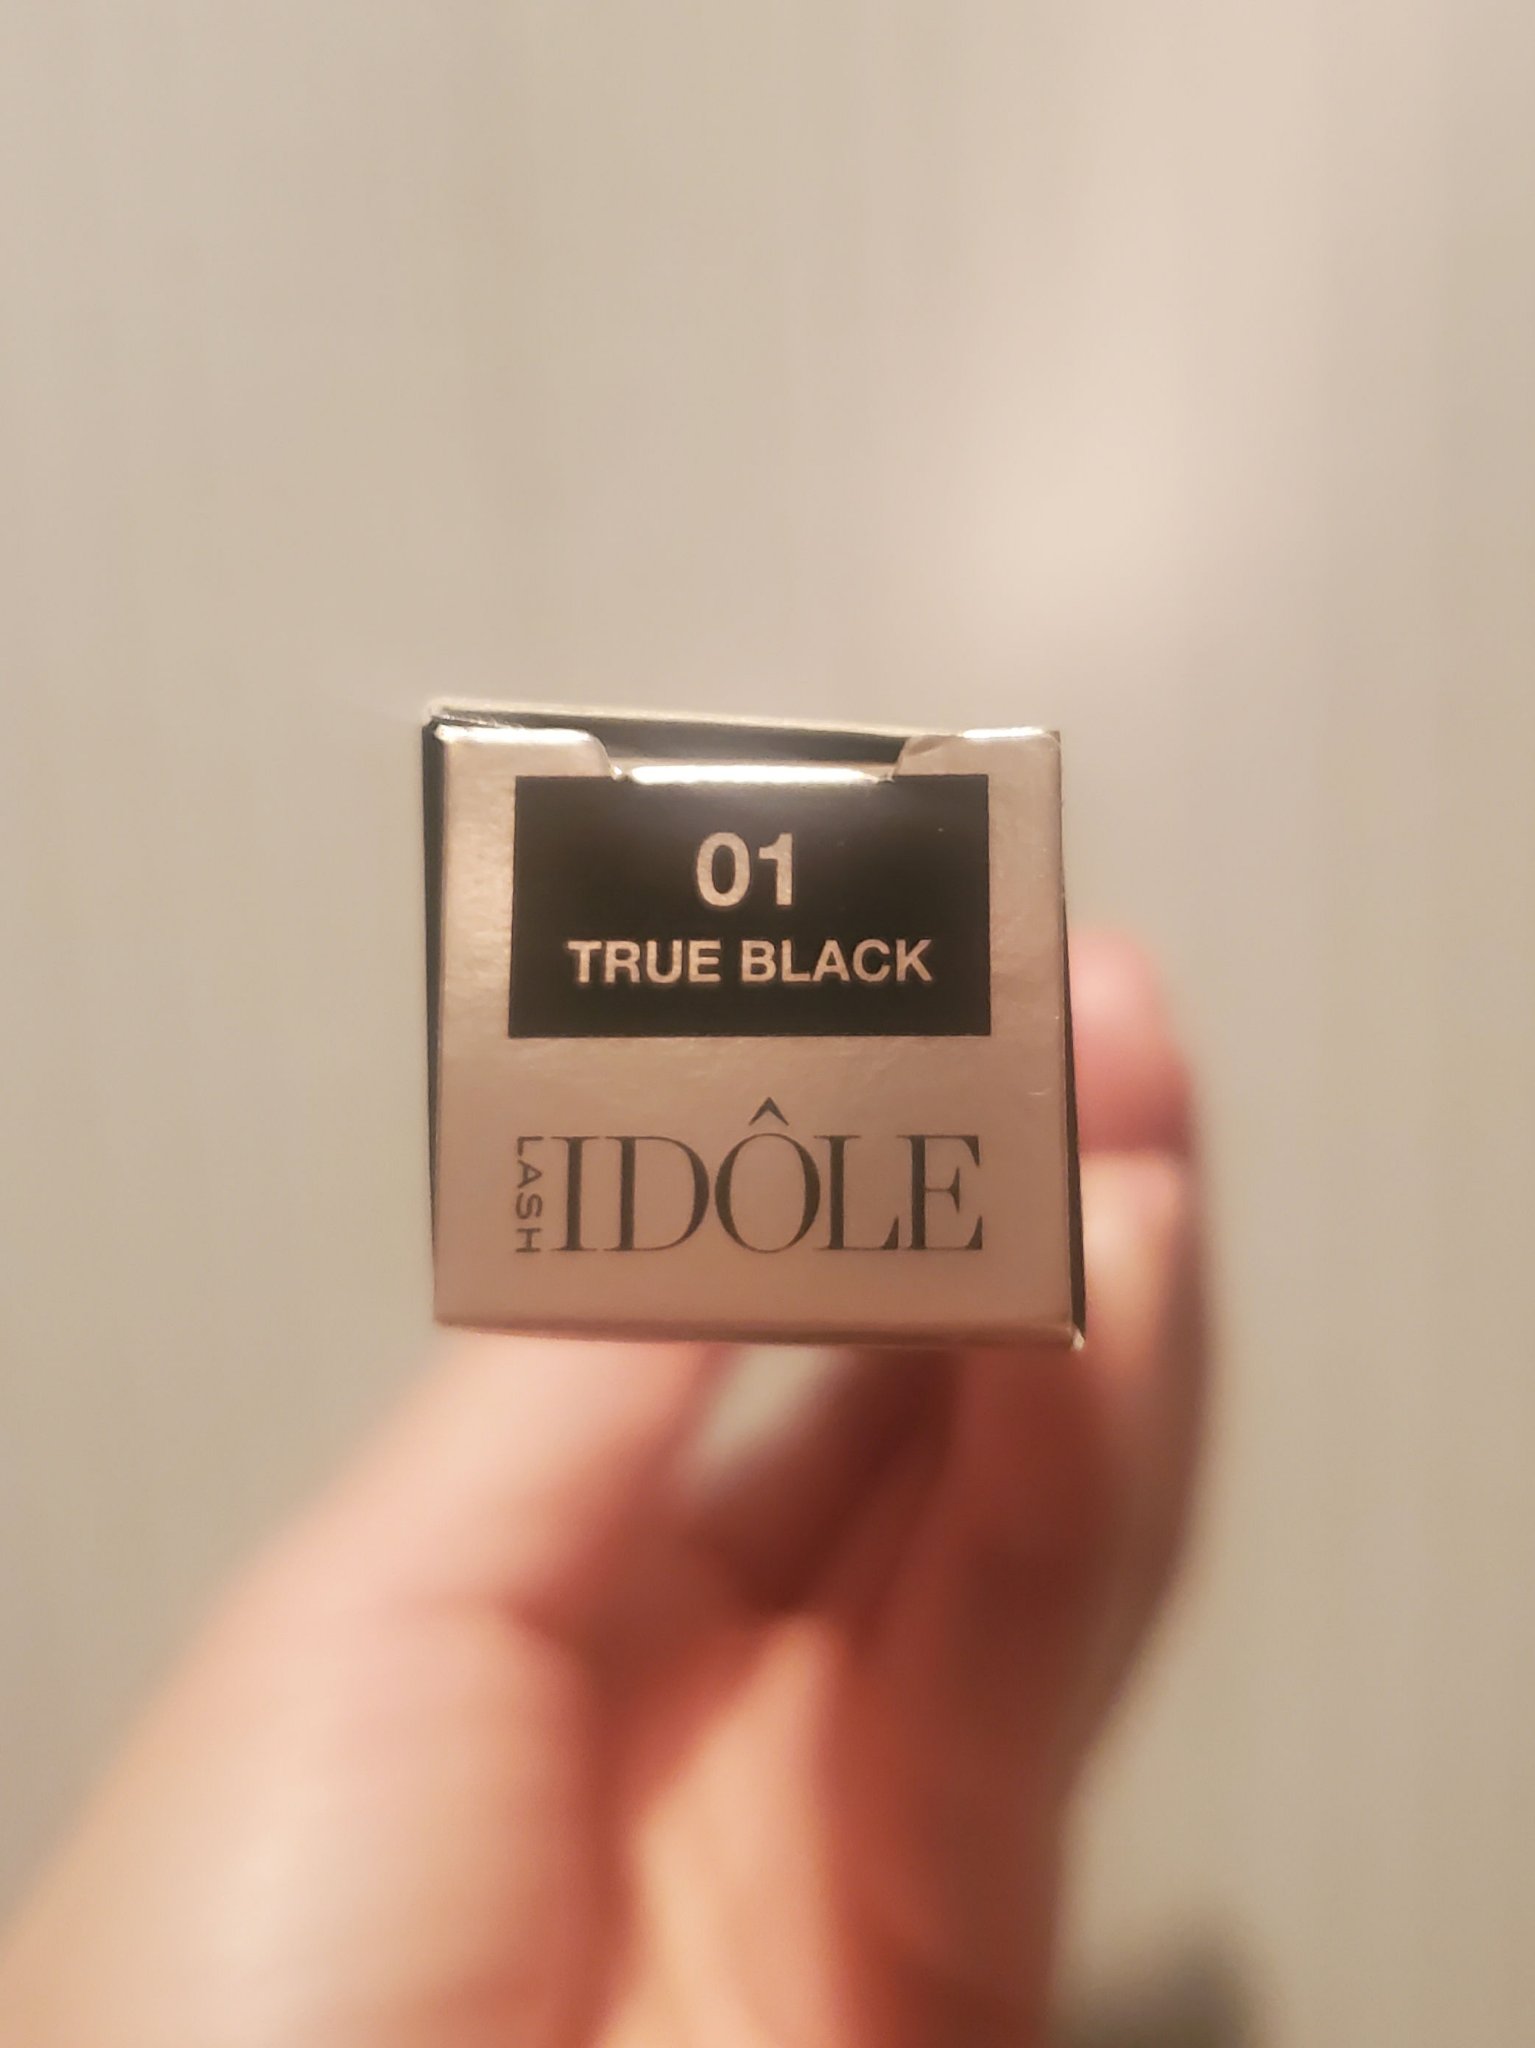 01
TRUE BLACK
LASH IDÔLE